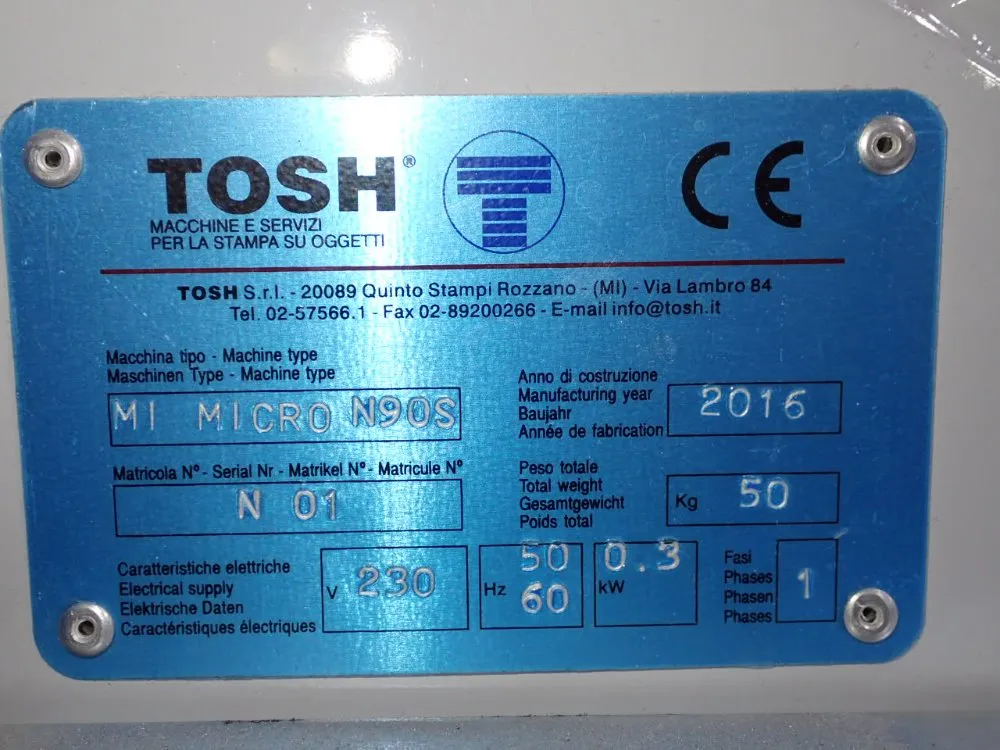 TOSH®
MACCHINE E SERVIZI
PER LA STAMPA SU OGGETTI
T
CE
TOSH S.r.l. - 20089 Quinto Stampi Rozzano - (MI) - Via Lambro 84
Tel. 02-57566.1 - Fax 02-89200266 - E-mail info@tosh.it
Macchina tipo - Machine type
Maschinen Type - Machine type
MI MICRO N90S
Anno di costruzione
Manufacturing year
Baujahr
Année de fabrication
2016
Matricola Nº - Serial Nr - Matrikel Nº - Matricule Nº
N 01
Peso totale
Total weight
Gesamtgewicht
Poids total
Kg 50
Caratteristiche elettriche
Electrical supply
Elektrische Daten
Caractéristiques électriques
V 230
Hz 50 60
kW 0.3
Fasi
Phases
Phasen
Phases
1